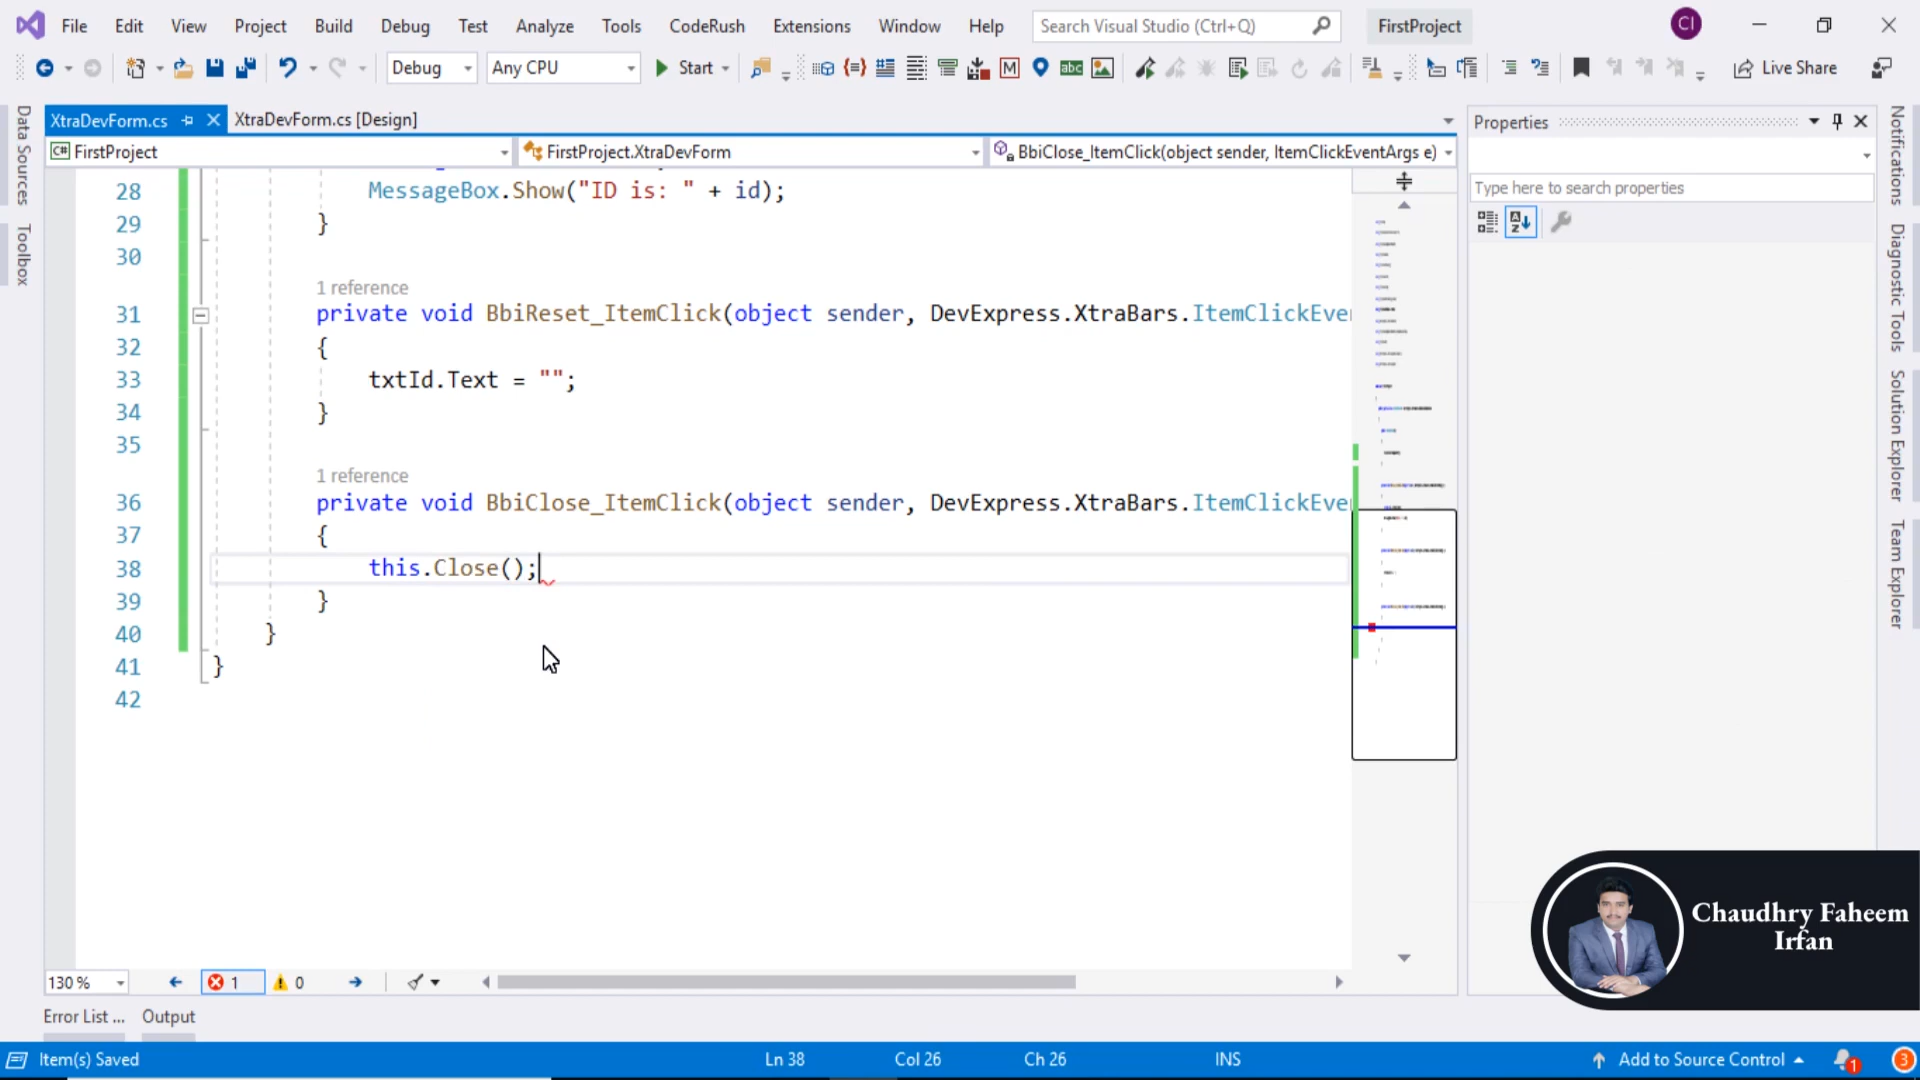 File Edit View Project Build Debug Test Analyze Tools CodeRush Extensions Window Help Search Visual Studio (Ctrl+Q) FirstProject CI
Debug Any CPU Start Live Share
XtraDevForm.cs XtraDevForm.cs [Design]
FirstProject FirstProject.XtraDevForm BbiClose_ItemClick(object sender, ItemClickEventArgs e)
28 MessageBox.Show("ID is: " + id);
29 }
30
1 reference
31 private void BbiReset_ItemClick(object sender, DevExpress.XtraBars.ItemClickEve
32 {
33 txtId.Text = "";
34 }
35
1 reference
36 private void BbiClose_ItemClick(object sender, DevExpress.XtraBars.ItemClickEve
37 {
38 this.Close();
39 }
40 }
41 }
42
130 % 1 0
Error List ... Output
Item(s) Saved Ln 38 Col 26 Ch 26 INS Add to Source Control 1 3
Data Sources
Toolbox
Properties
Type here to search properties
Notifications
Diagnostic Tools
Solution Explorer
Team Explorer
Chaudhry Faheem
Irfan